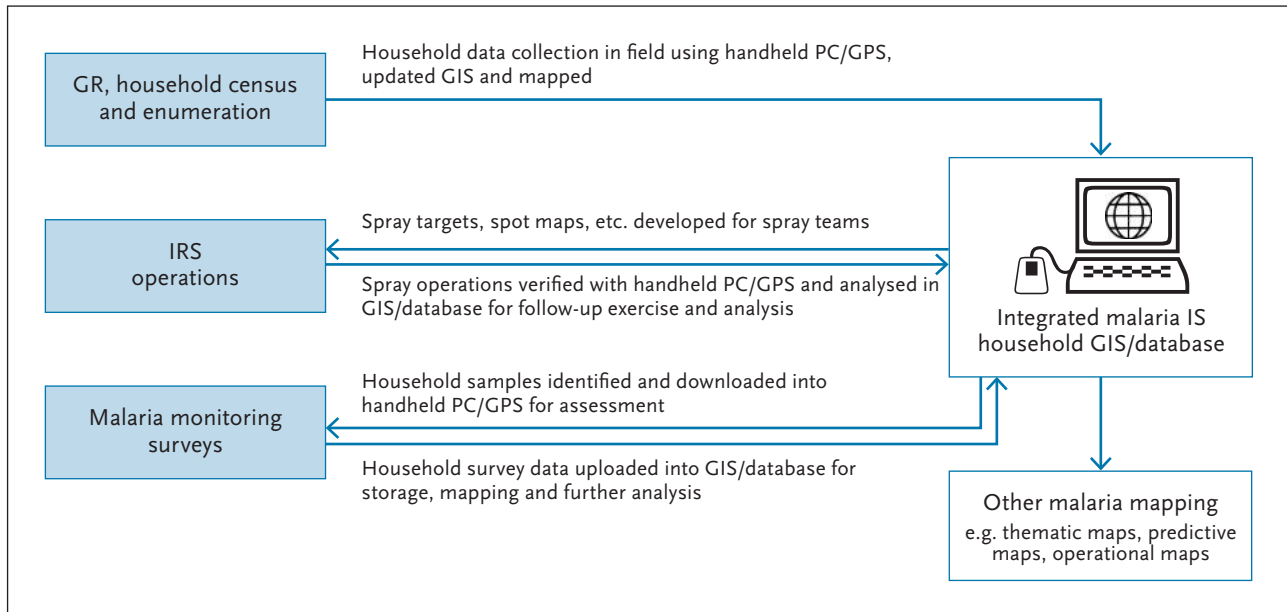 Household data collection in field using handheld PC/GPS,
updated GIS and mapped
GR, household census
and enumeration
Spray targets, spot maps, etc. developed for spray teams
IRS
operations
Spray operations verified with handheld PC/GPS and analysed in
GIS/database for follow-up exercise and analysis
Integrated malaria IS
household GIS/database
Household samples identified and downloaded into
handheld PC/GPS for assessment
Malaria monitoring
surveys
Household survey data uploaded into GIS/database for
storage, mapping and further analysis
Other malaria mapping
e.g. thematic maps, predictive
maps, operational maps